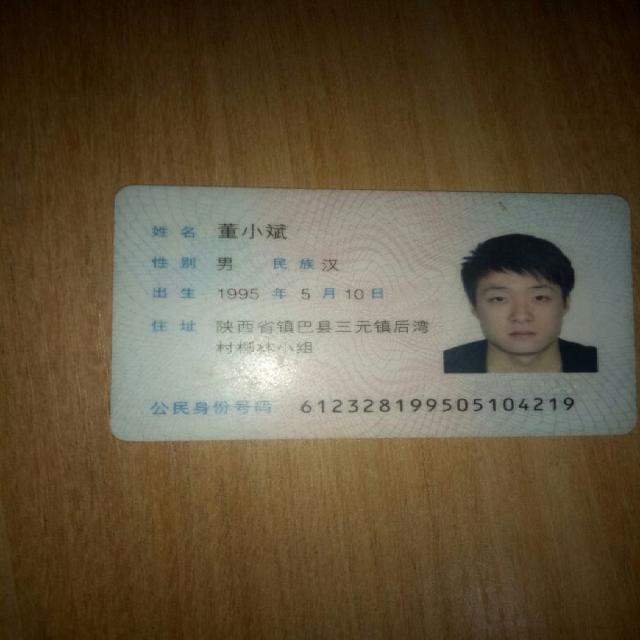 姓名 董小斌
性别 男 民族 汉
出生 1995 年 5 月 10 日
住址 陕西省镇巴县三元镇后湾
村柳林小组
公民身份号码 612328199505104219